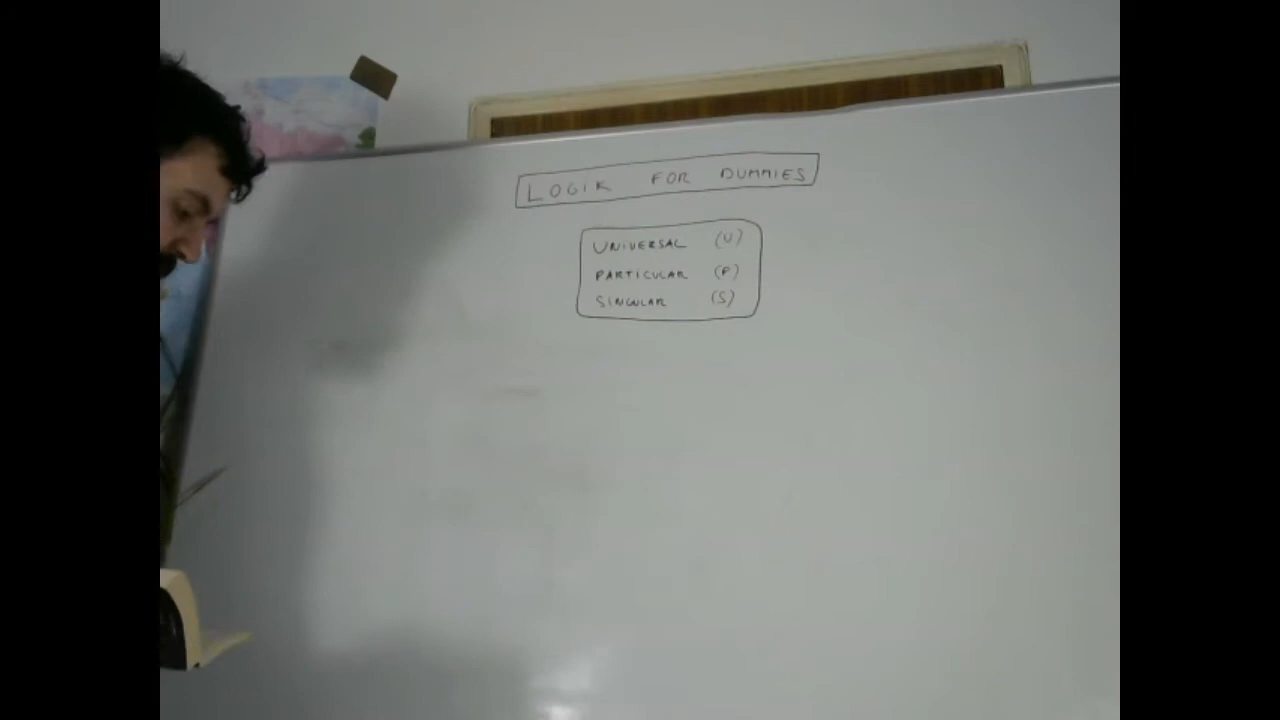 LOGIK FOR DUMMIES
UNIVERSAL (U)
PARTICULAR (P)
SINGULAR (S)